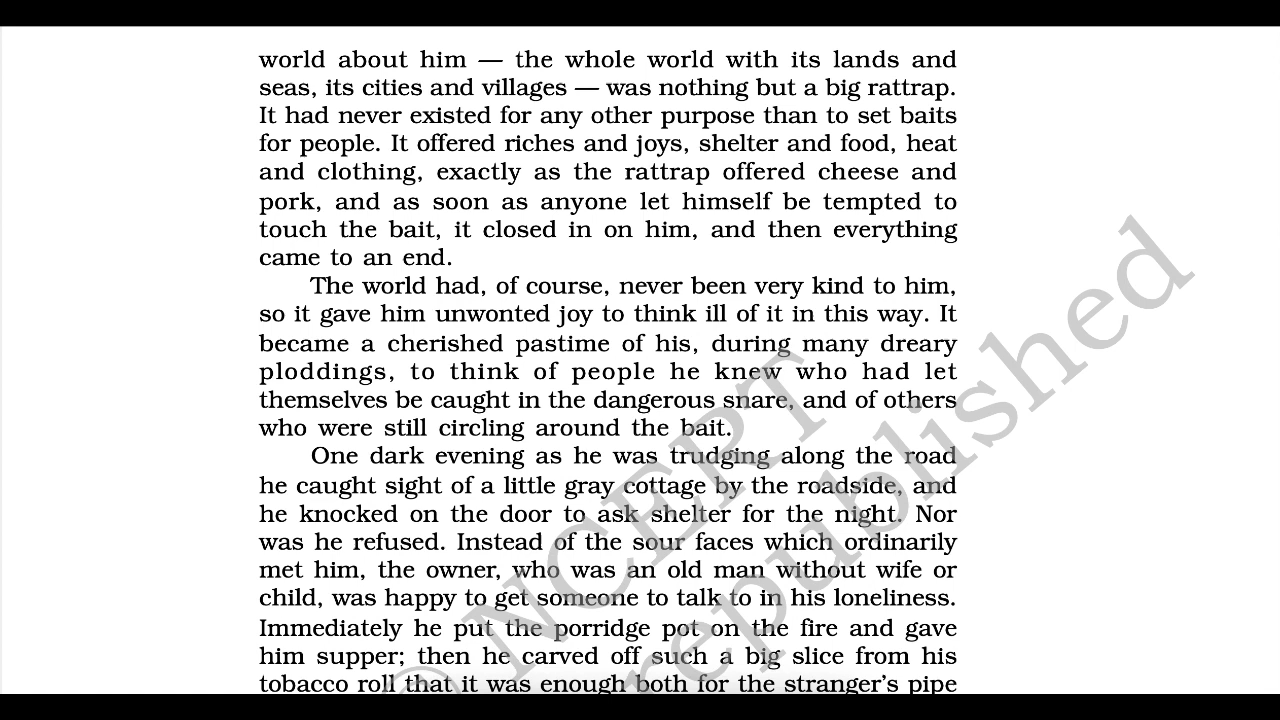 world about him — the whole world with its lands and
seas, its cities and villages — was nothing but a big rattrap.
It had never existed for any other purpose than to set baits
for people. It offered riches and joys, shelter and food, heat
and clothing, exactly as the rattrap offered cheese and
pork, and as soon as anyone let himself be tempted to
touch the bait, it closed in on him, and then everything
came to an end.
The world had, of course, never been very kind to him,
so it gave him unwonted joy to think ill of it in this way. It
became a cherished pastime of his, during many dreary
ploddings, to think of people he knew who had let
themselves be caught in the dangerous snare, and of others
who were still circling around the bait.
One dark evening as he was trudging along the road
he caught sight of a little gray cottage by the roadside, and
he knocked on the door to ask shelter for the night. Nor
was he refused. Instead of the sour faces which ordinarily
met him, the owner, who was an old man without wife or
child, was happy to get someone to talk to in his loneliness.
Immediately he put the porridge pot on the fire and gave
him supper; then he carved off such a big slice from his
tobacco roll that it was enough both for the stranger's pipe
NCERT
republished